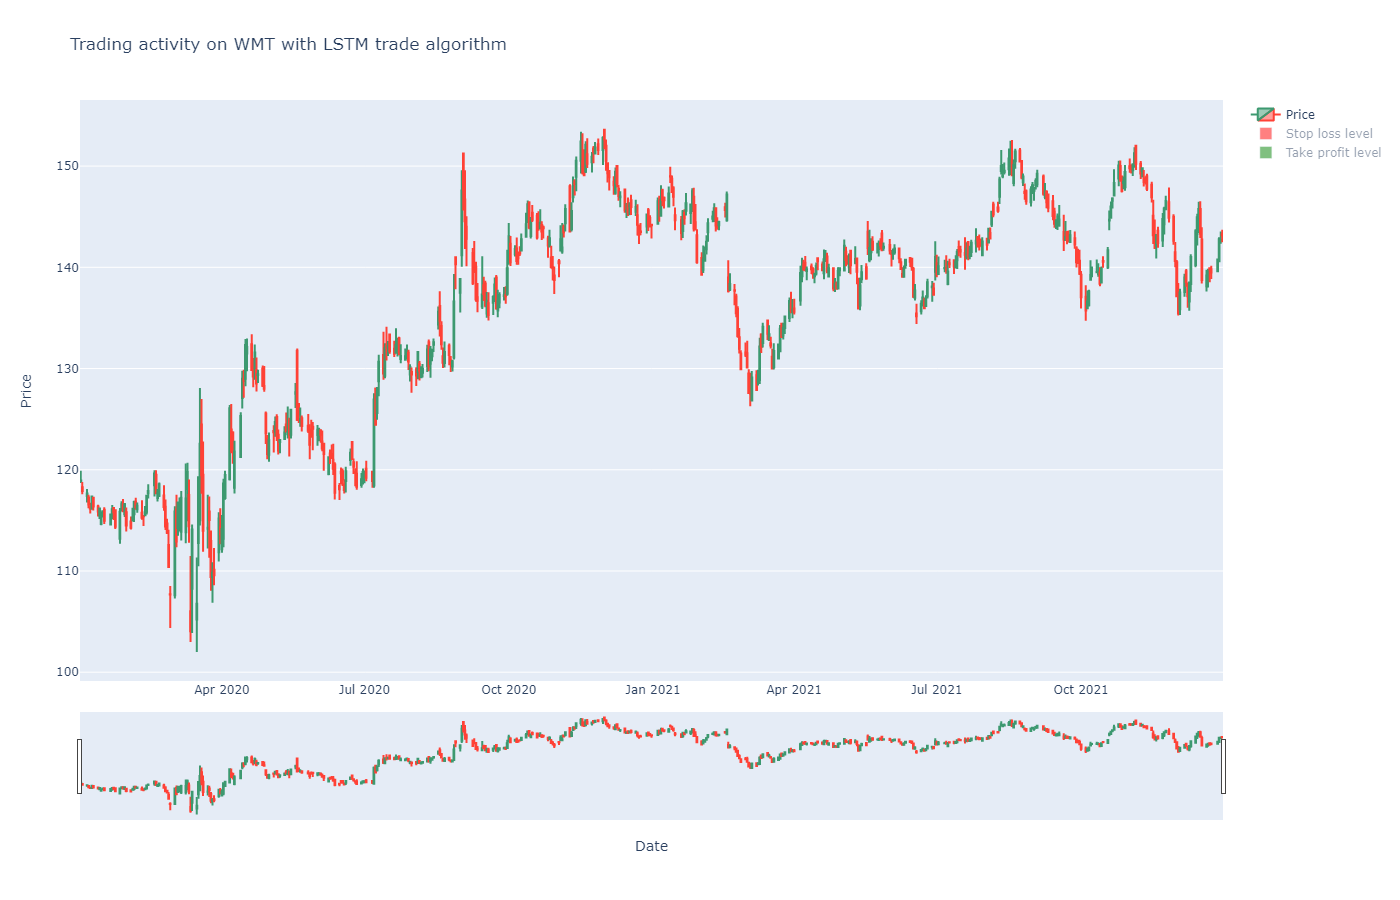 Trading activity on WMT with LSTM trade algorithm
Price
Stop loss level
Take profit level
150
140
130
120
110
100
Price
Apr 2020
Jul 2020
Oct 2020
Jan 2021
Apr 2021
Jul 2021
Oct 2021
Date